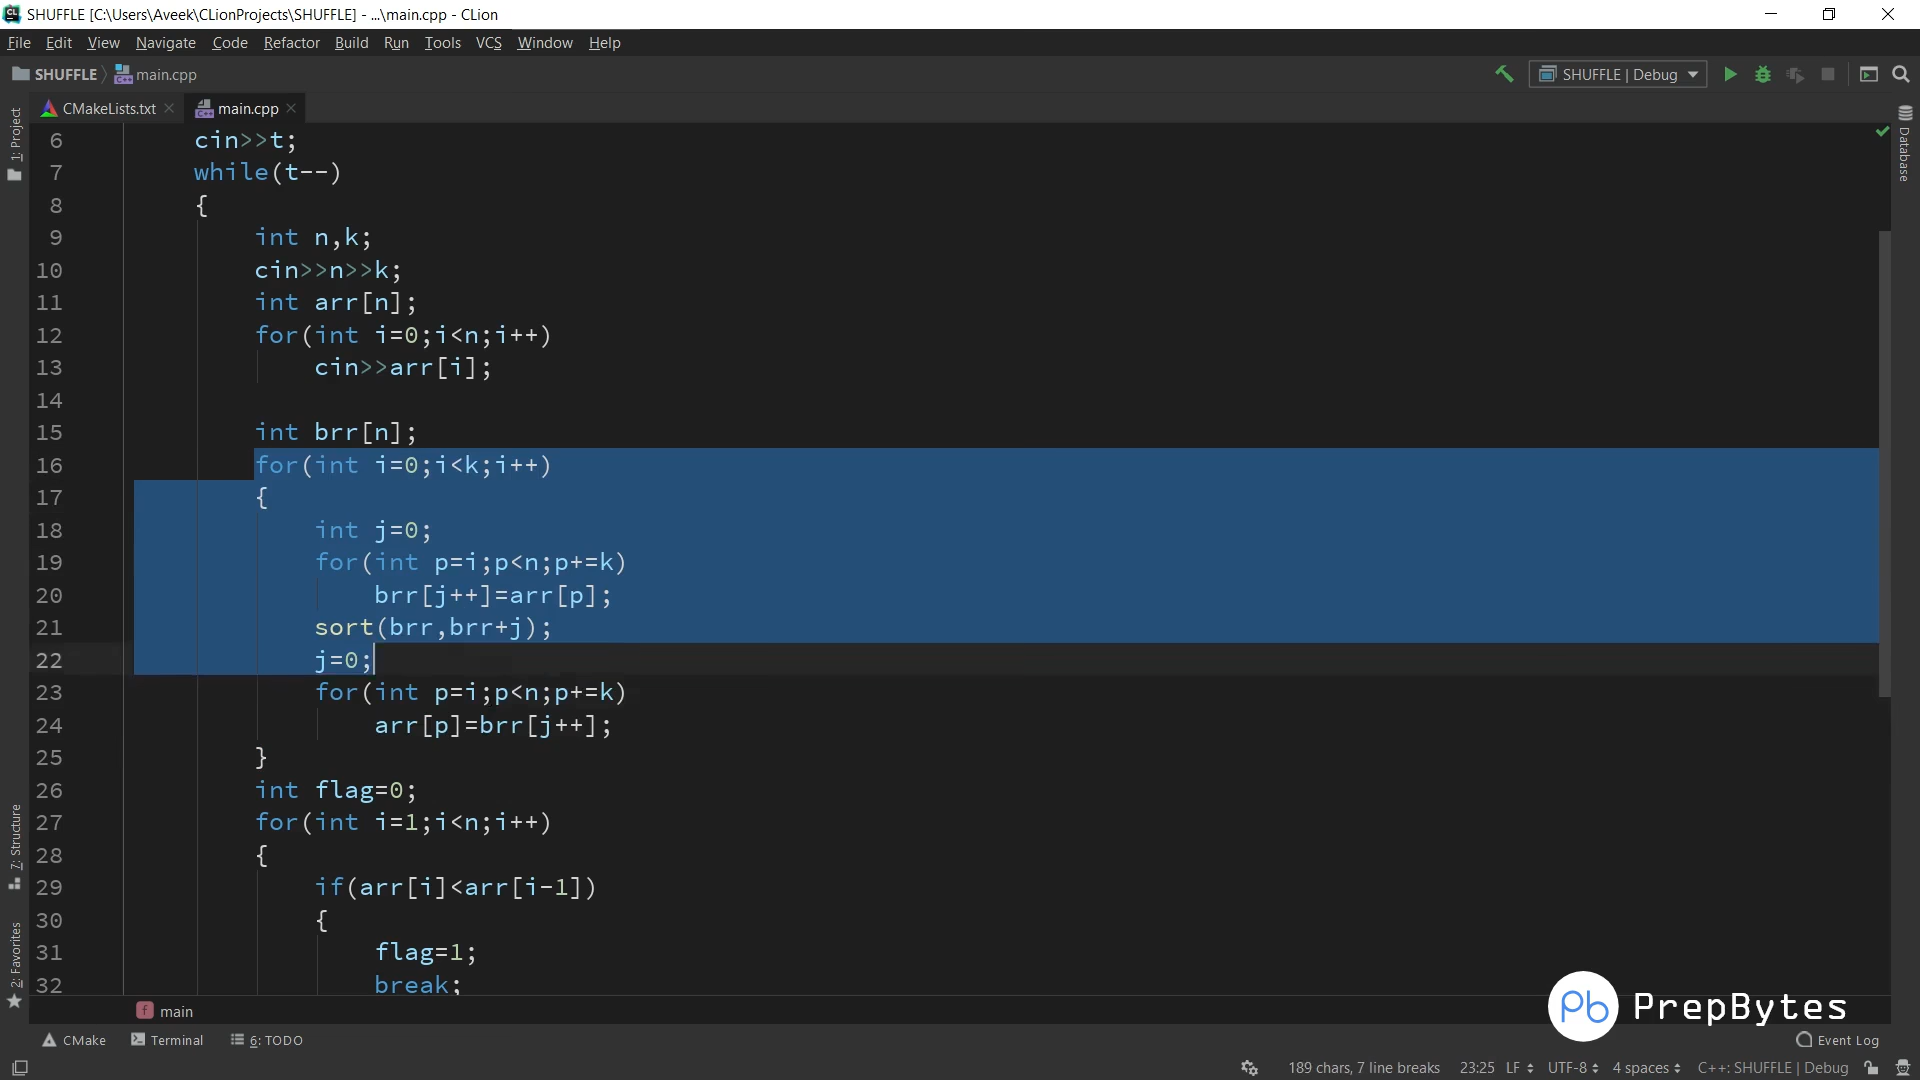 SHUFFLE [C:\Users\Aveek\CLionProjects\SHUFFLE] - ...\main.cpp - CLion
File Edit View Navigate Code Refactor Build Run Tools VCS Window Help
SHUFFLE main.cpp SHUFFLE | Debug
CMakeLists.txt main.cpp
1: Project
Database
6 cin>>t;
7 while(t--)
8 {
9 int n,k;
10 cin>>n>>k;
11 int arr[n];
12 for(int i=0;i<n;i++)
13 cin>>arr[i];
14
15 int brr[n];
16 for(int i=0;i<k;i++)
17 {
18 int j=0;
19 for(int p=i;p<n;p+=k)
20 brr[j++]=arr[p];
21 sort(brr,brr+j);
22 j=0;
23 for(int p=i;p<n;p+=k)
24 arr[p]=brr[j++];
25 }
26 int flag=0;
27 for(int i=1;i<n;i++)
28 {
29 if(arr[i]<arr[i-1])
30 {
31 flag=1;
32 break;
7: Structure
2: Favorites
f main
Pb PrepBytes
CMake Terminal 6: TODO Event Log
189 chars, 7 line breaks 23:25 LF UTF-8 4 spaces C++: SHUFFLE | Debug